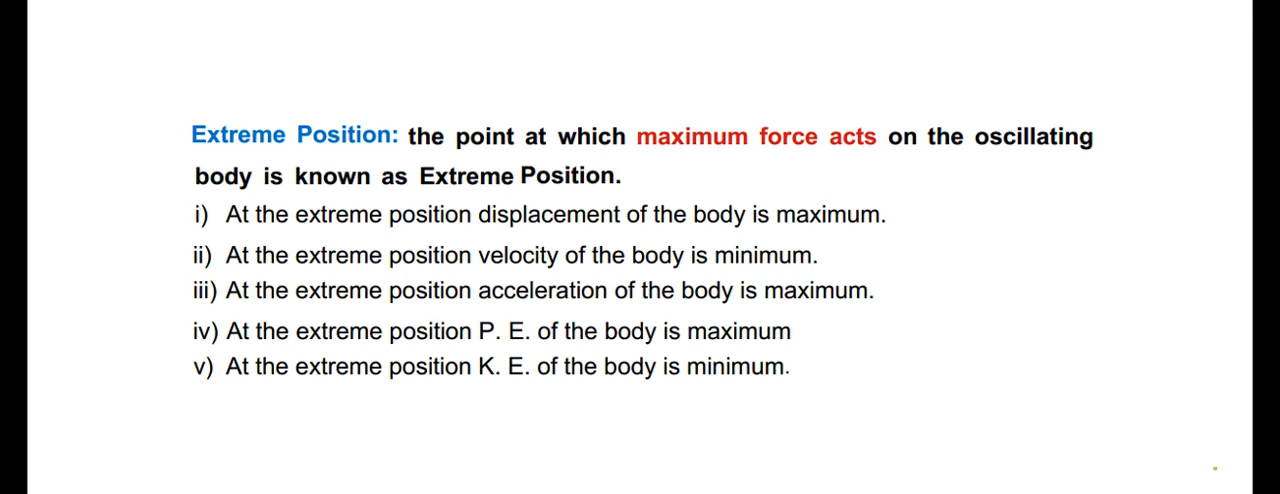 Extreme Position: the point at which maximum force acts on the oscillating
body is known as Extreme Position.
i) At the extreme position displacement of the body is maximum.
ii) At the extreme position velocity of the body is minimum.
iii) At the extreme position acceleration of the body is maximum.
iv) At the extreme position P. E. of the body is maximum
v) At the extreme position K. E. of the body is minimum.